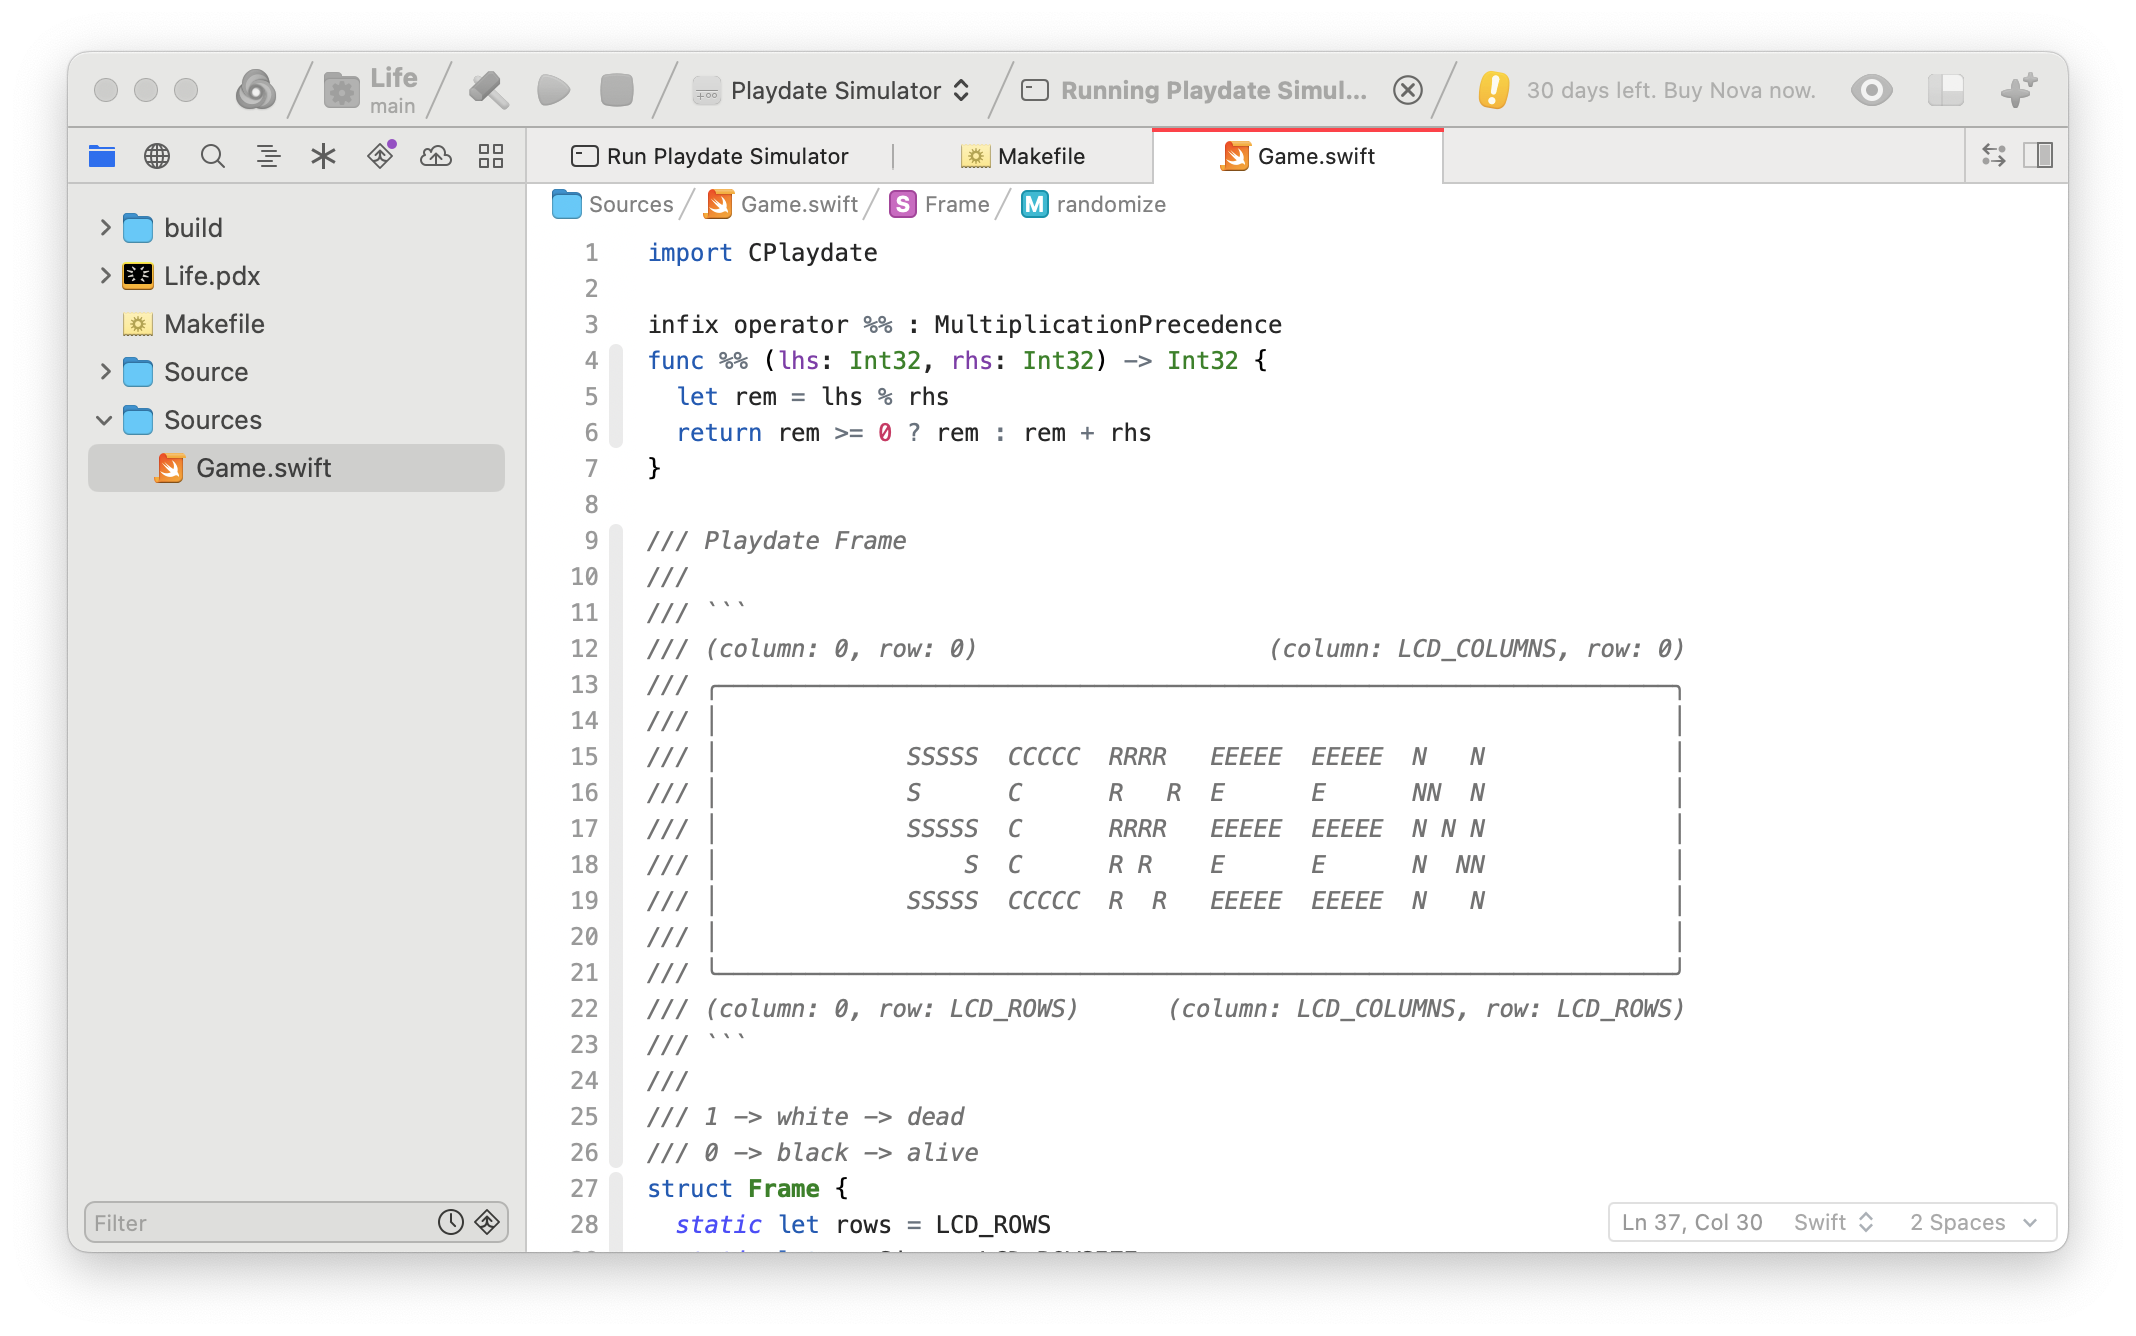 Life
main
Playdate Simulator
Running Playdate Simul...
30 days left. Buy Nova now.
Run Playdate Simulator
Makefile
Game.swift
Sources
Game.swift
S Frame
M randomize
build
Life.pdx
Makefile
Source
Sources
Game.swift
Filter
1 import CPlaydate
2
3 infix operator %% : MultiplicationPrecedence
4 func %% (lhs: Int32, rhs: Int32) -> Int32 {
5   let rem = lhs % rhs
6   return rem >= 0 ? rem : rem + rhs
7 }
8
9 /// Playdate Frame
10 ///
11 /// ```
12 /// (column: 0, row: 0)                    (column: LCD_COLUMNS, row: 0)
13 ///
14 ///
15 ///              SSSSS  CCCCC  RRRR   EEEEE  EEEEE  N   N
16 ///              S      C      R   R  E      E      NN  N
17 ///              SSSSS  C      RRRR   EEEEE  EEEEE  N N N
18 ///                  S  C      R R    E      E      N  NN
19 ///              SSSSS  CCCCC  R  R   EEEEE  EEEEE  N   N
20 ///
21 ///
22 /// (column: 0, row: LCD_ROWS)      (column: LCD_COLUMNS, row: LCD_ROWS)
23 /// ```
24 ///
25 /// 1 -> white -> dead
26 /// 0 -> black -> alive
27 struct Frame {
28   static let rows = LCD_ROWS
Ln 37, Col 30
Swift
2 Spaces